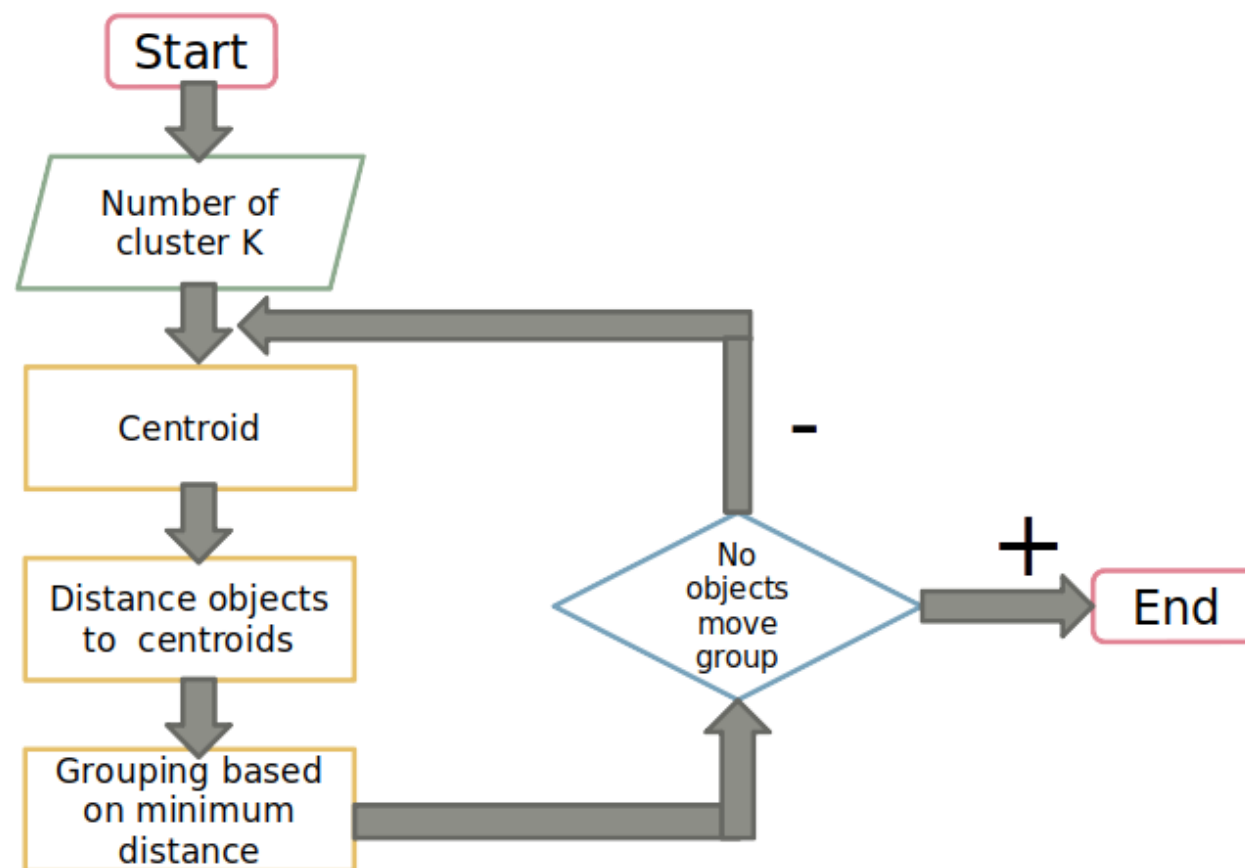 Start
Number of
cluster K
Centroid
Distance objects
to centroids
Grouping based
on minimum
distance
No
objects
move
group
-
+
End